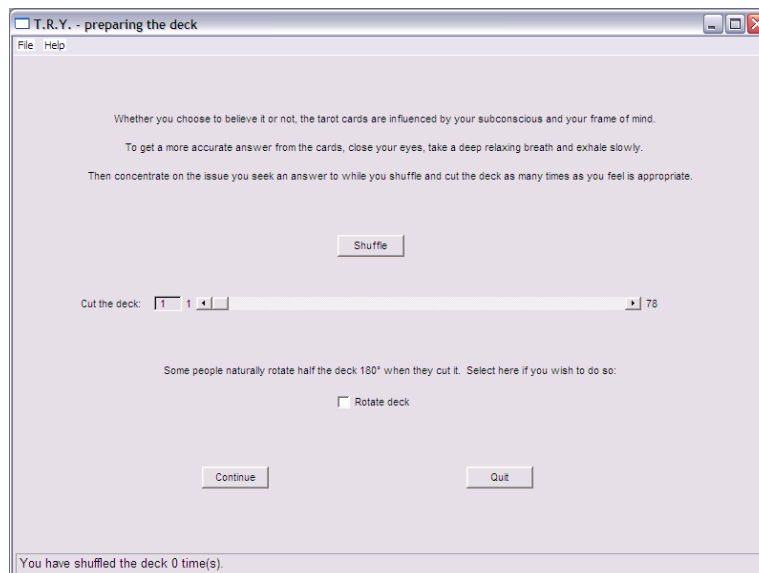 T.R.Y. - preparing the deck
File Help
Whether you choose to believe it or not, the tarot cards are influenced by your subconscious and your frame of mind.
To get a more accurate answer from the cards, close your eyes, take a deep relaxing breath and exhale slowly.
Then concentrate on the issue you seek an answer to while you shuffle and cut the deck as many times as you feel is appropriate.
Shuffle
Cut the deck: 1 1 78
Some people naturally rotate half the deck 180° when they cut it. Select here if you wish to do so:
Rotate deck
Continue Quit
You have shuffled the deck 0 time(s).